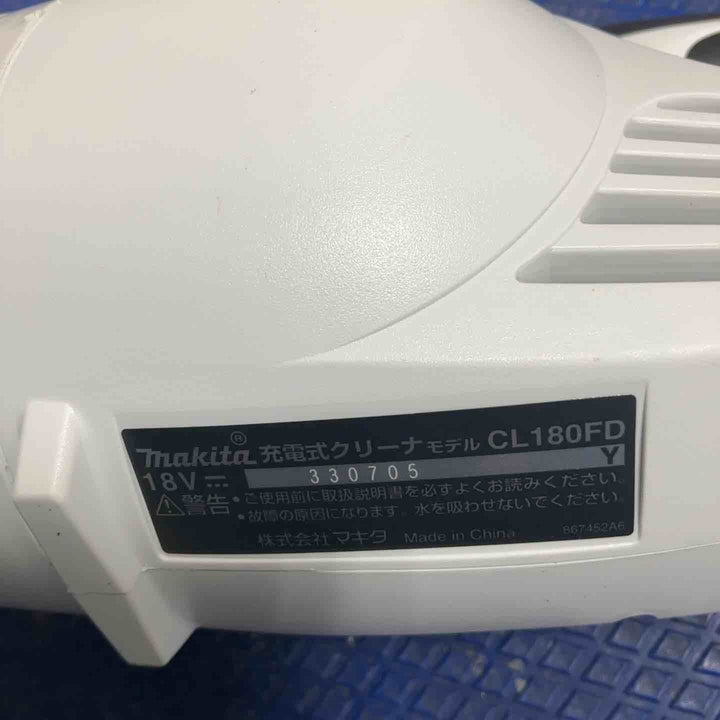 makita® 充電式クリーナ モデル CL180FD
18V⎓ 330705 Y
⚠警告 •ご使用前に取扱説明書を必ずよくお読みください。
•故障の原因になります。水を吸わせないでください。
株式会社マキタ Made in China 867452A6